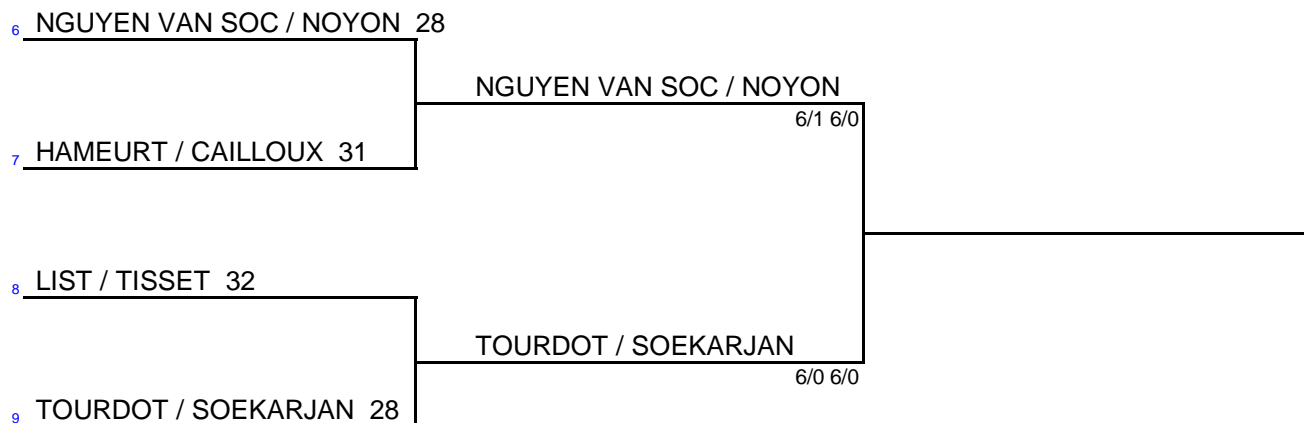 6 NGUYEN VAN SOC / NOYON 28
NGUYEN VAN SOC / NOYON
6/1 6/0
7 HAMEURT / CAILLOUX 31
8 LIST / TISSET 32
TOURDOT / SOEKARJAN
6/0 6/0
9 TOURDOT / SOEKARJAN 28